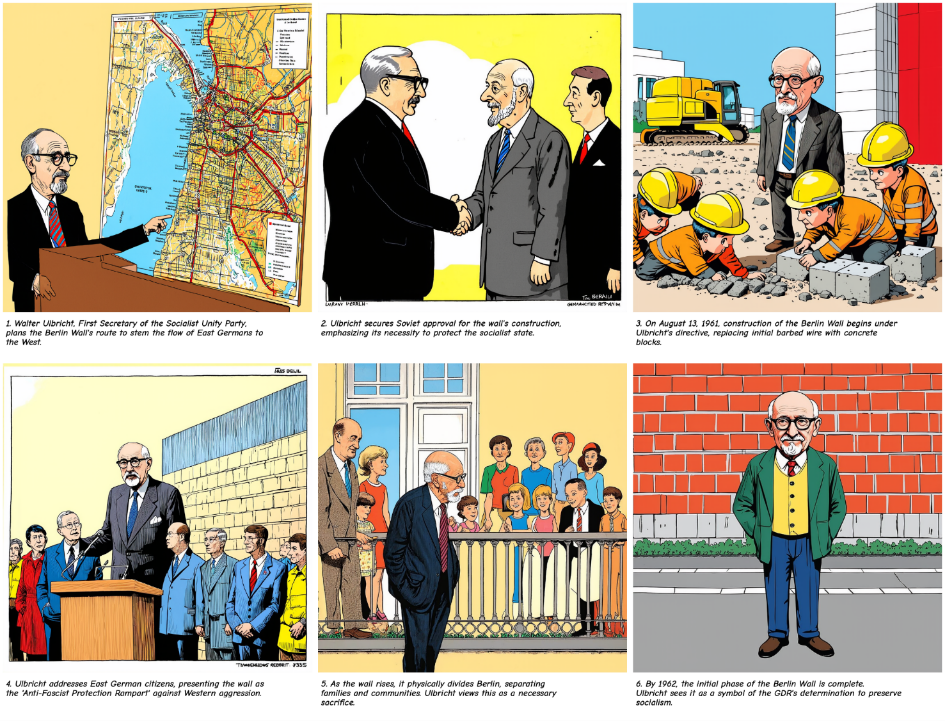 1. Walter Ulbricht, First Secretary of the Socialist Unity Party,
plans the Berlin Wall's route to stem the flow of East Germans to
the West.
2. Ulbricht secures Soviet approval for the wall's construction,
emphasizing its necessity to protect the socialist state.
3. On August 13, 1961, construction of the Berlin Wall begins under
Ulbricht's directive, replacing initial barbed wire with concrete
blocks.
4. Ulbricht addresses East German citizens, presenting the wall as
the 'Anti-Fascist Protection Rampart' against Western aggression.
5. As the wall rises, it physically divides Berlin, separating
families and communities. Ulbricht views this as a necessary
sacrifice.
6. By 1962, the initial phase of the Berlin Wall is complete.
Ulbricht sees it as a symbol of the GDR's determination to preserve
socialism.